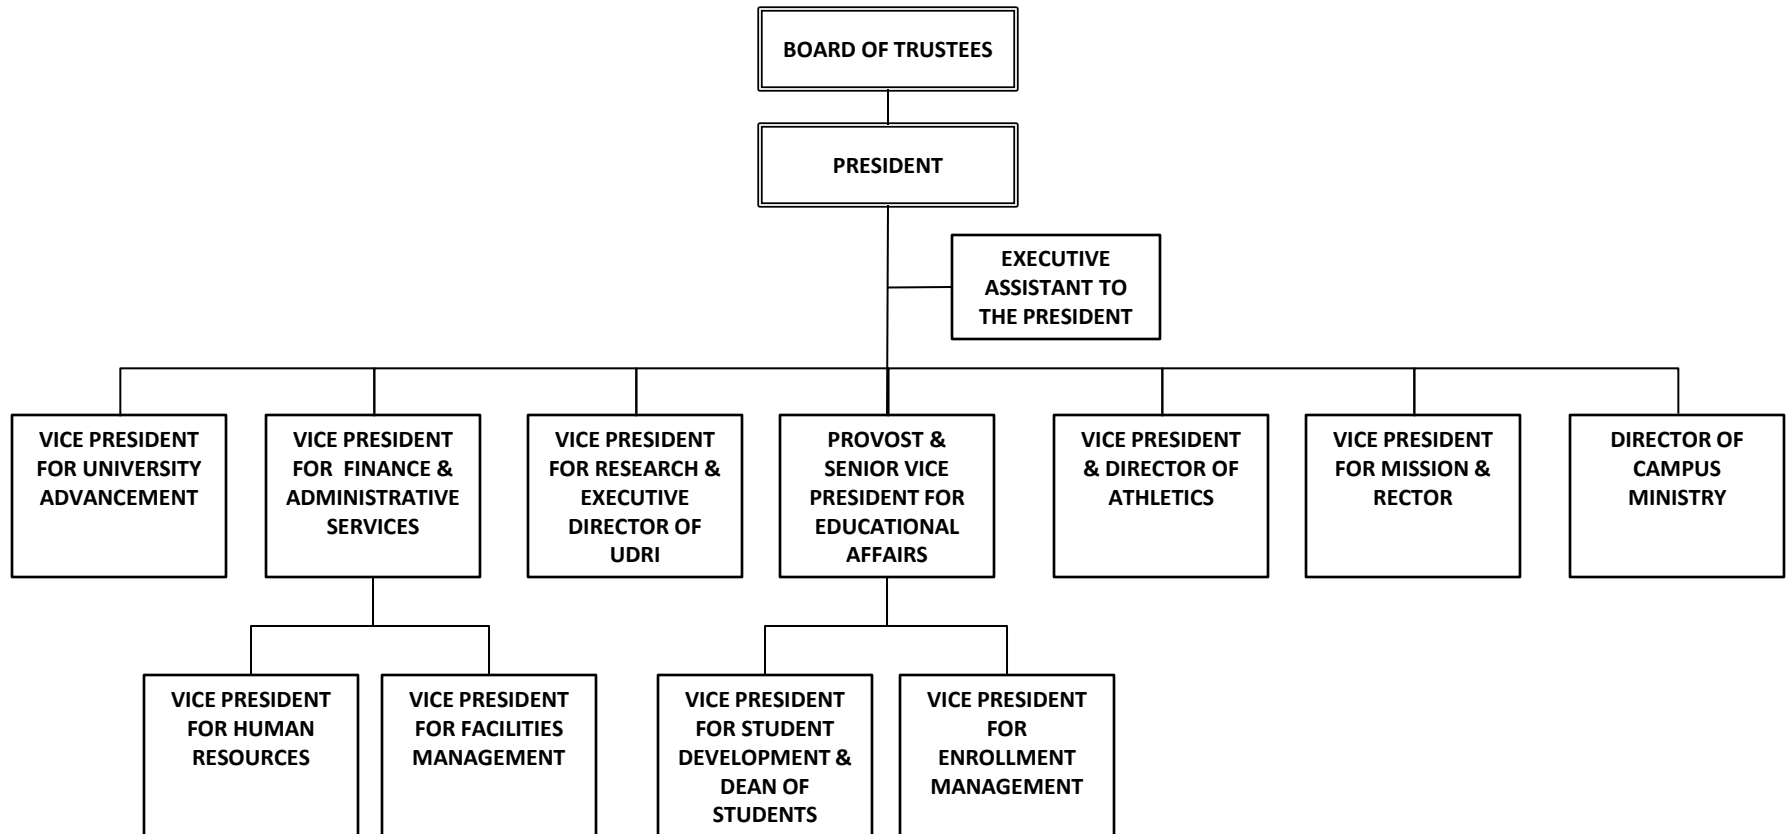 BOARD OF TRUSTEES
PRESIDENT
EXECUTIVE
ASSISTANT TO
THE PRESIDENT
VICE PRESIDENT
FOR UNIVERSITY
ADVANCEMENT
VICE PRESIDENT
FOR  FINANCE &
ADMINISTRATIVE
SERVICES
VICE PRESIDENT
FOR RESEARCH &
EXECUTIVE
DIRECTOR OF
UDRI
PROVOST &
SENIOR VICE
PRESIDENT FOR
EDUCATIONAL
AFFAIRS
VICE PRESIDENT
& DIRECTOR OF
ATHLETICS
VICE PRESIDENT
FOR MISSION &
RECTOR
DIRECTOR OF
CAMPUS
MINISTRY
VICE PRESIDENT
FOR HUMAN
RESOURCES
VICE PRESIDENT
FOR FACILITIES
MANAGEMENT
VICE PRESIDENT
FOR STUDENT
DEVELOPMENT &
DEAN OF
STUDENTS
VICE PRESIDENT
FOR
ENROLLMENT
MANAGEMENT